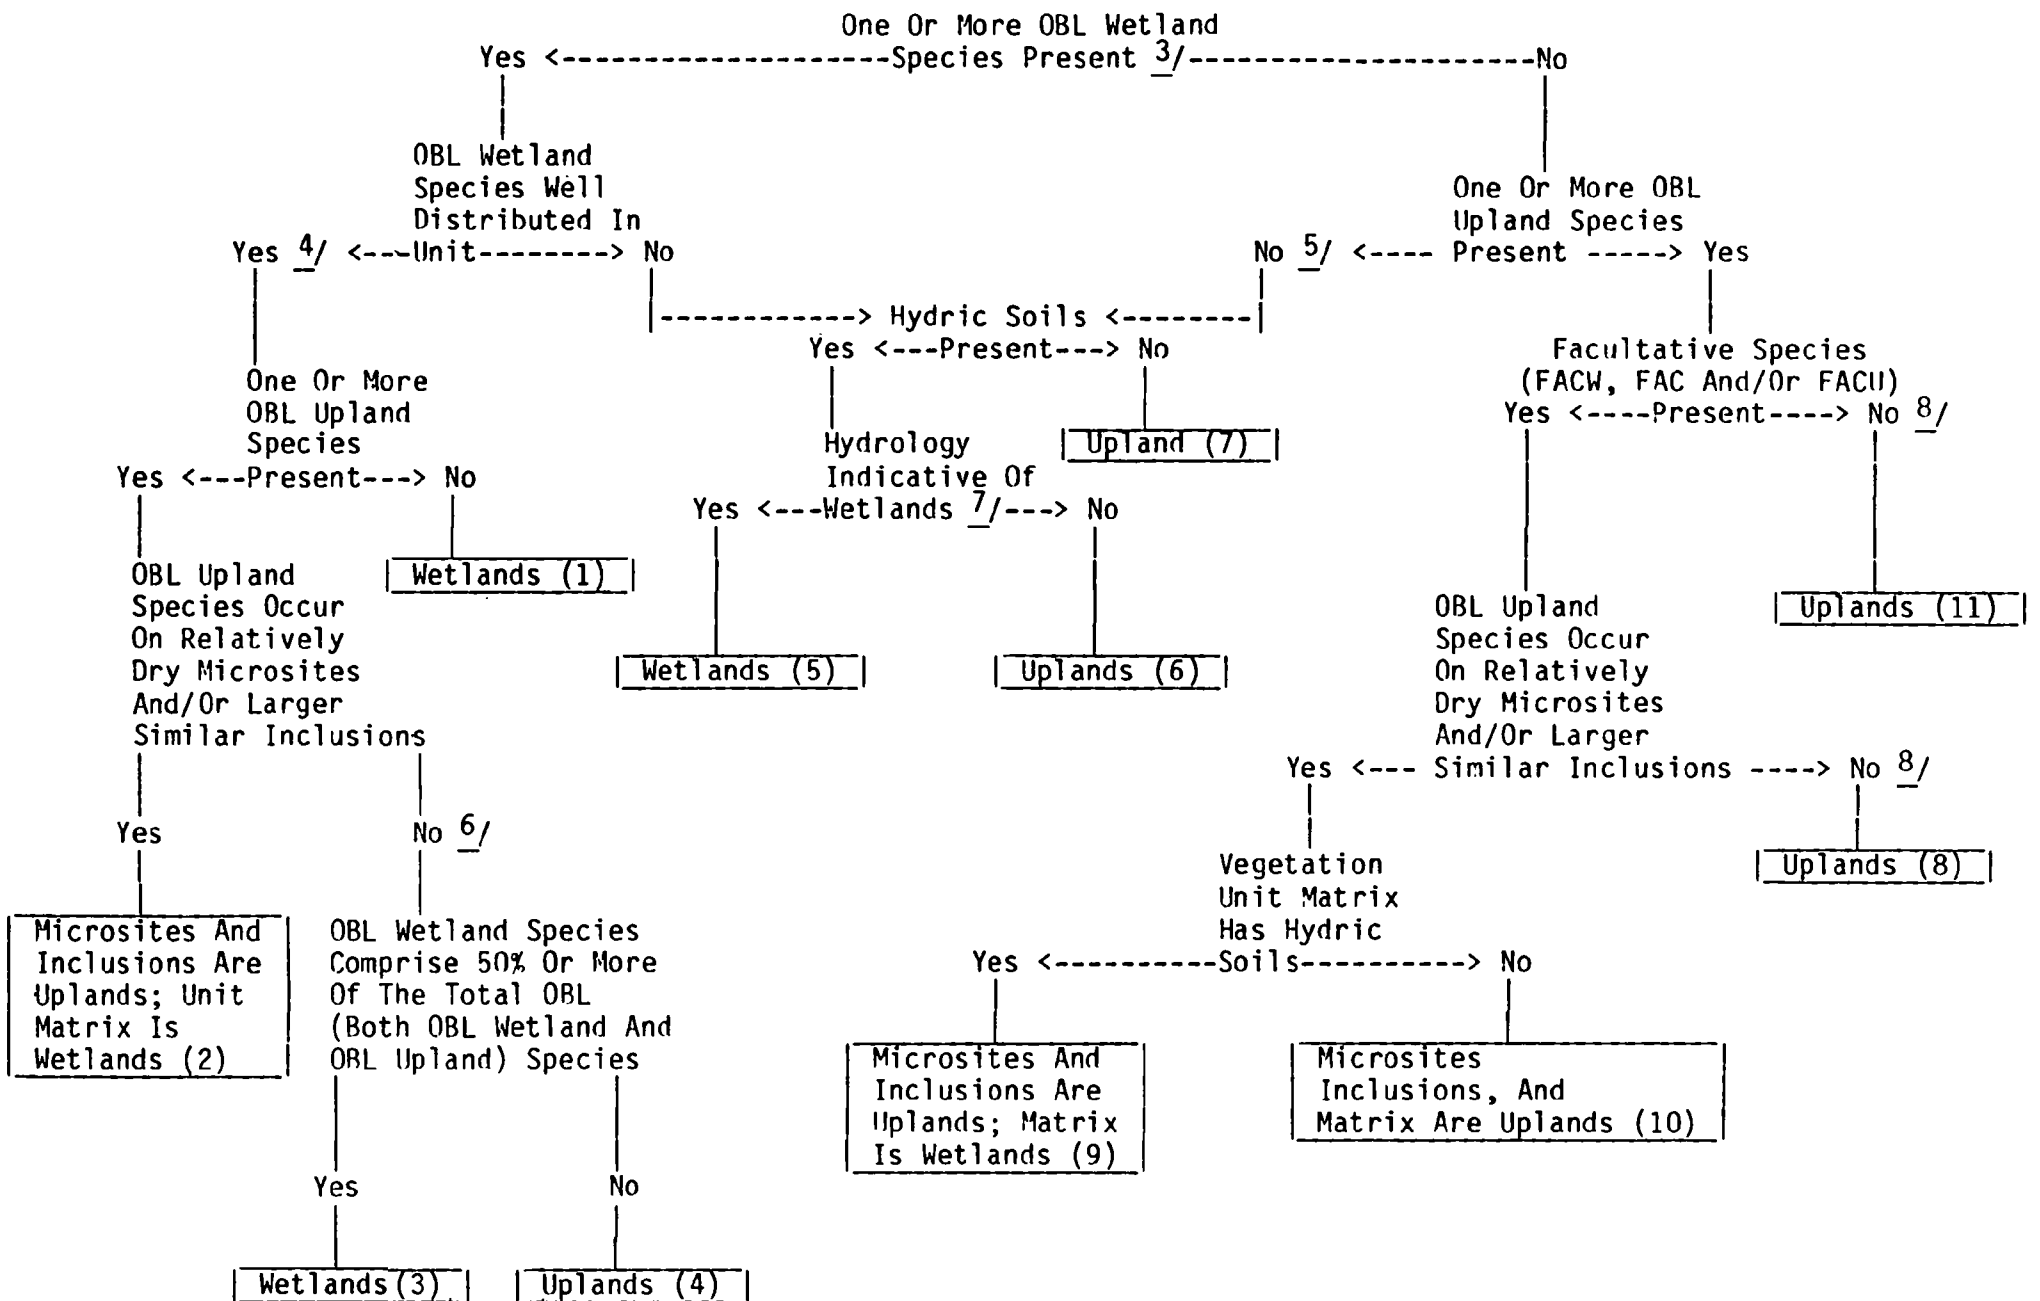 One Or More OBL Wetland
Yes <--------------------Species Present 3/---------------------No
OBL Wetland
Species Well
Distributed In
Yes 4/ <---Unit--------> No
One Or More OBL
Upland Species
No 5/ <---- Present -----> Yes
------------> Hydric Soils <--------
Yes <---Present---> No
Facultative Species
(FACW, FAC And/Or FACU)
Yes <----Present----> No 8/
One Or More
OBL Upland
Species
Yes <---Present---> No
Hydrology
Indicative Of
Yes <---Wetlands 7/---> No
Upland (7)
OBL Upland
Species Occur
On Relatively
Dry Microsites
And/Or Larger
Similar Inclusions
Wetlands (1)
Wetlands (5)
Uplands (6)
OBL Upland
Species Occur
On Relatively
Dry Microsites
And/Or Larger
Yes <--- Similar Inclusions ----> No 8/
Uplands (11)
Yes
No 6/
Vegetation
Unit Matrix
Has Hydric
Yes <----------Soils----------> No
Uplands (8)
Microsites And
Inclusions Are
Uplands; Unit
Matrix Is
Wetlands (2)
OBL Wetland Species
Comprise 50% Or More
Of The Total OBL
(Both OBL Wetland And
OBL Upland) Species
Microsites And
Inclusions Are
Uplands; Matrix
Is Wetlands (9)
Microsites
Inclusions, And
Matrix Are Uplands (10)
Yes
No
Wetlands (3)
Uplands (4)